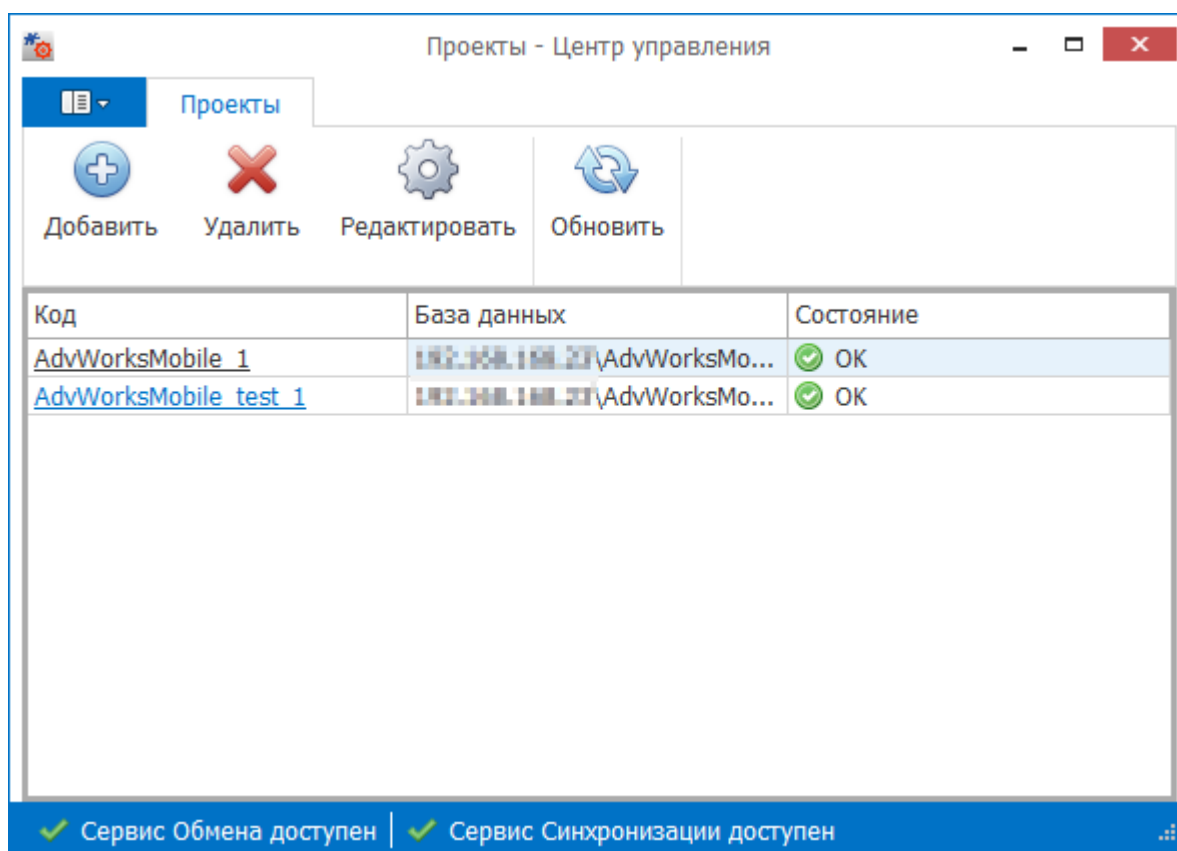 Проекты - Центр управления
Проекты
Добавить Удалить Редактировать Обновить
Код База данных Состояние
AdvWorksMobile_1 \AdvWorksMo... OK
AdvWorksMobile_test_1 \AdvWorksMo... OK
Сервис Обмена доступен Сервис Синхронизации доступен